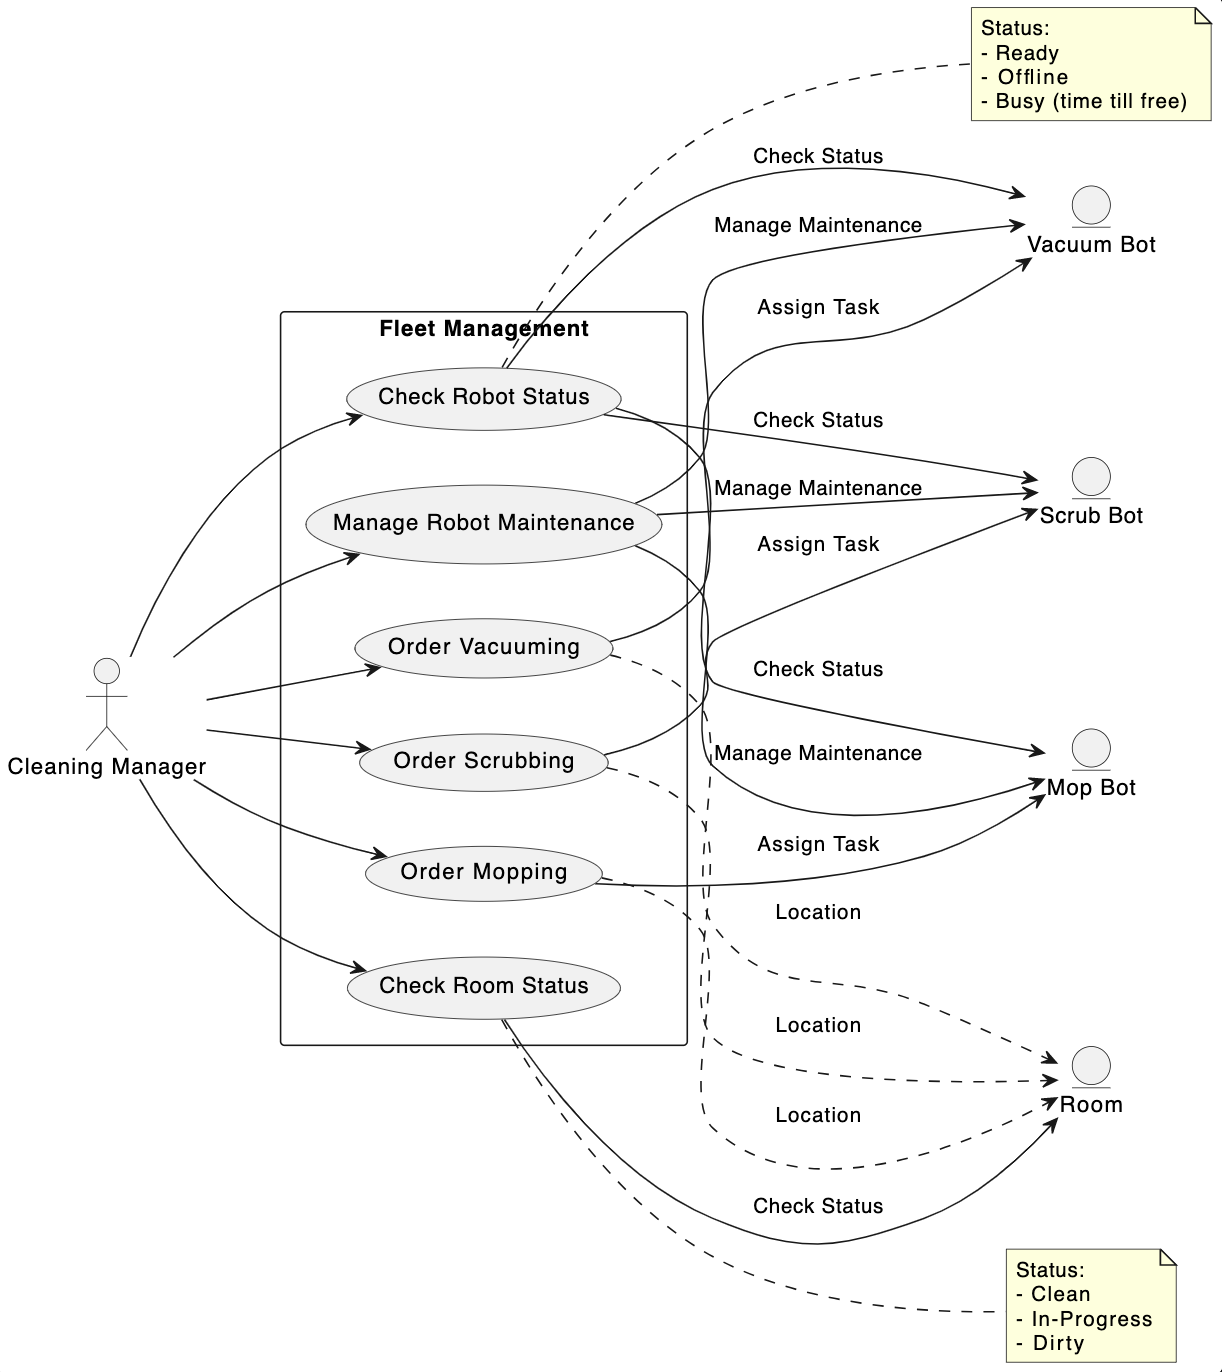 Status:
- Ready
- Offline
- Busy (time till free)
Check Status
Manage Maintenance
Vacuum Bot
Assign Task
Fleet Management
Check Robot Status
Check Status
Manage Maintenance
Scrub Bot
Manage Robot Maintenance
Assign Task
Order Vacuuming
Check Status
Cleaning Manager
Order Scrubbing
Manage Maintenance
Mop Bot
Assign Task
Order Mopping
Location
Check Room Status
Location
Room
Location
Check Status
Status:
- Clean
- In-Progress
- Dirty